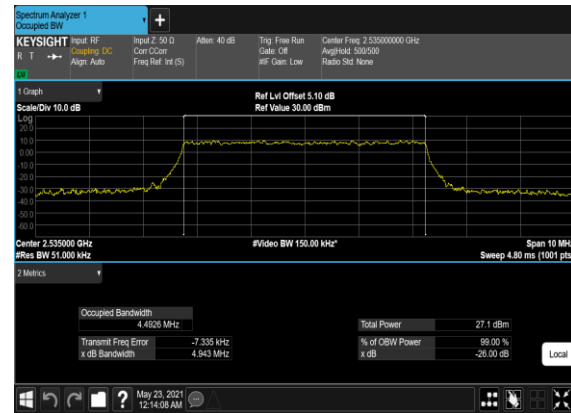 Spectrum Analyzer 1
Occupied BW
+
KEYSIGHT
R T
LXI
Input: RF
Coupling: DC
Align: Auto
Input Z: 50 Ω
Corr CCorr
Freq Ref: Int (S)
Atten: 40 dB
Trig: Free Run
Gate: Off
#IF Gain: Low
Center Freq: 2.535000000 GHz
Avg|Hold: 500/500
Radio Std: None
1 Graph
Scale/Div 10.0 dB
Ref Lvl Offset 5.10 dB
Ref Value 30.00 dBm
Log
20.0
10.0
0.00
-10.0
-20.0
-30.0
-40.0
-50.0
-60.0
Center 2.535000 GHz
#Res BW 51.000 kHz
#Video BW 150.00 kHz*
Span 10 MHz
Sweep 4.80 ms (1001 pts)
2 Metrics
Occupied Bandwidth
4.4926 MHz
Total Power 27.1 dBm
Transmit Freq Error -7.335 kHz
% of OBW Power 99.00 %
x dB Bandwidth 4.943 MHz
x dB -26.00 dB
Local
?
May 23, 2021
12:14:08 AM